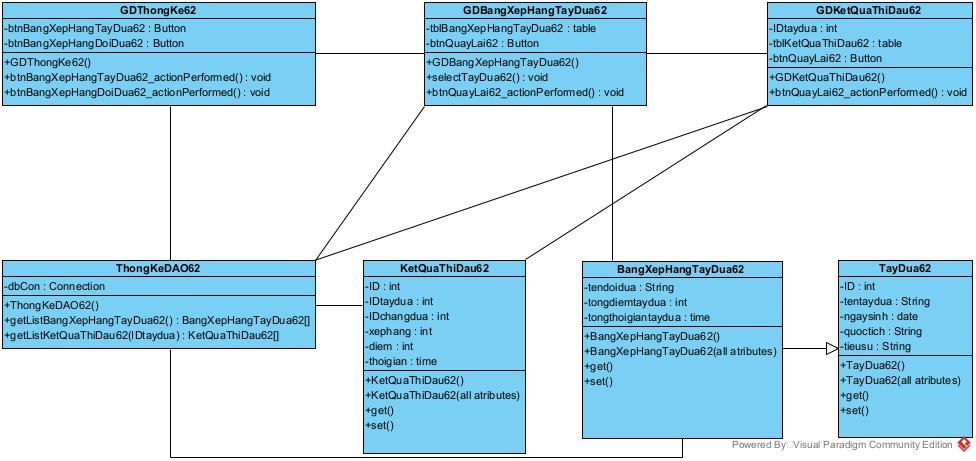 GDThongKe62
-btnBangXepHangTayDua62 : Button
-btnBangXepHangDoiDua62 : Button
+GDThongKe62()
+btnBangXepHangTayDua62_actionPerformed() : void
+btnBangXepHangDoiDua62_actionPerformed() : void
GDBangXepHangTayDua62
-tblBangXepHangTayDua62 : table
-btnQuayLai62 : Button
+GDBangXepHangTayDua62()
+selectTayDua62() : void
+btnQuayLai62_actionPerformed() : void
GDKetQuaThiDau62
-IDtaydua : int
-tblKetQuaThiDau62 : table
-btnQuayLai62 : Button
+GDKetQuaThiDau62()
+btnQuayLai62_actionPerformed() : void
ThongKeDAO62
-dbCon : Connection
+ThongKeDAO62()
+getListBangXepHangTayDua62() : BangXepHangTayDua62[]
+getListKetQuaThiDau62(IDtaydua) : KetQuaThiDau62[]
KetQuaThiDau62
-ID : int
-IDtaydua : int
-IDchangdua : int
-xephang : int
-diem : int
-thoigian : time
+KetQuaThiDau62()
+KetQuaThiDau62(all atributes)
+get()
+set()
BangXepHangTayDua62
-tendoidua : String
-tongdiemtaydua : int
-tongthoigiantaydua : time
+BangXepHangTayDua62()
+BangXepHangTayDua62(all atributes)
+get()
+set()
TayDua62
-ID : int
-tentaydua : String
-ngaysinh : date
-quoctich : String
-tieusu : String
+TayDua62()
+TayDua62(all atributes)
+get()
+set()
Powered By Visual Paradigm Community Edition